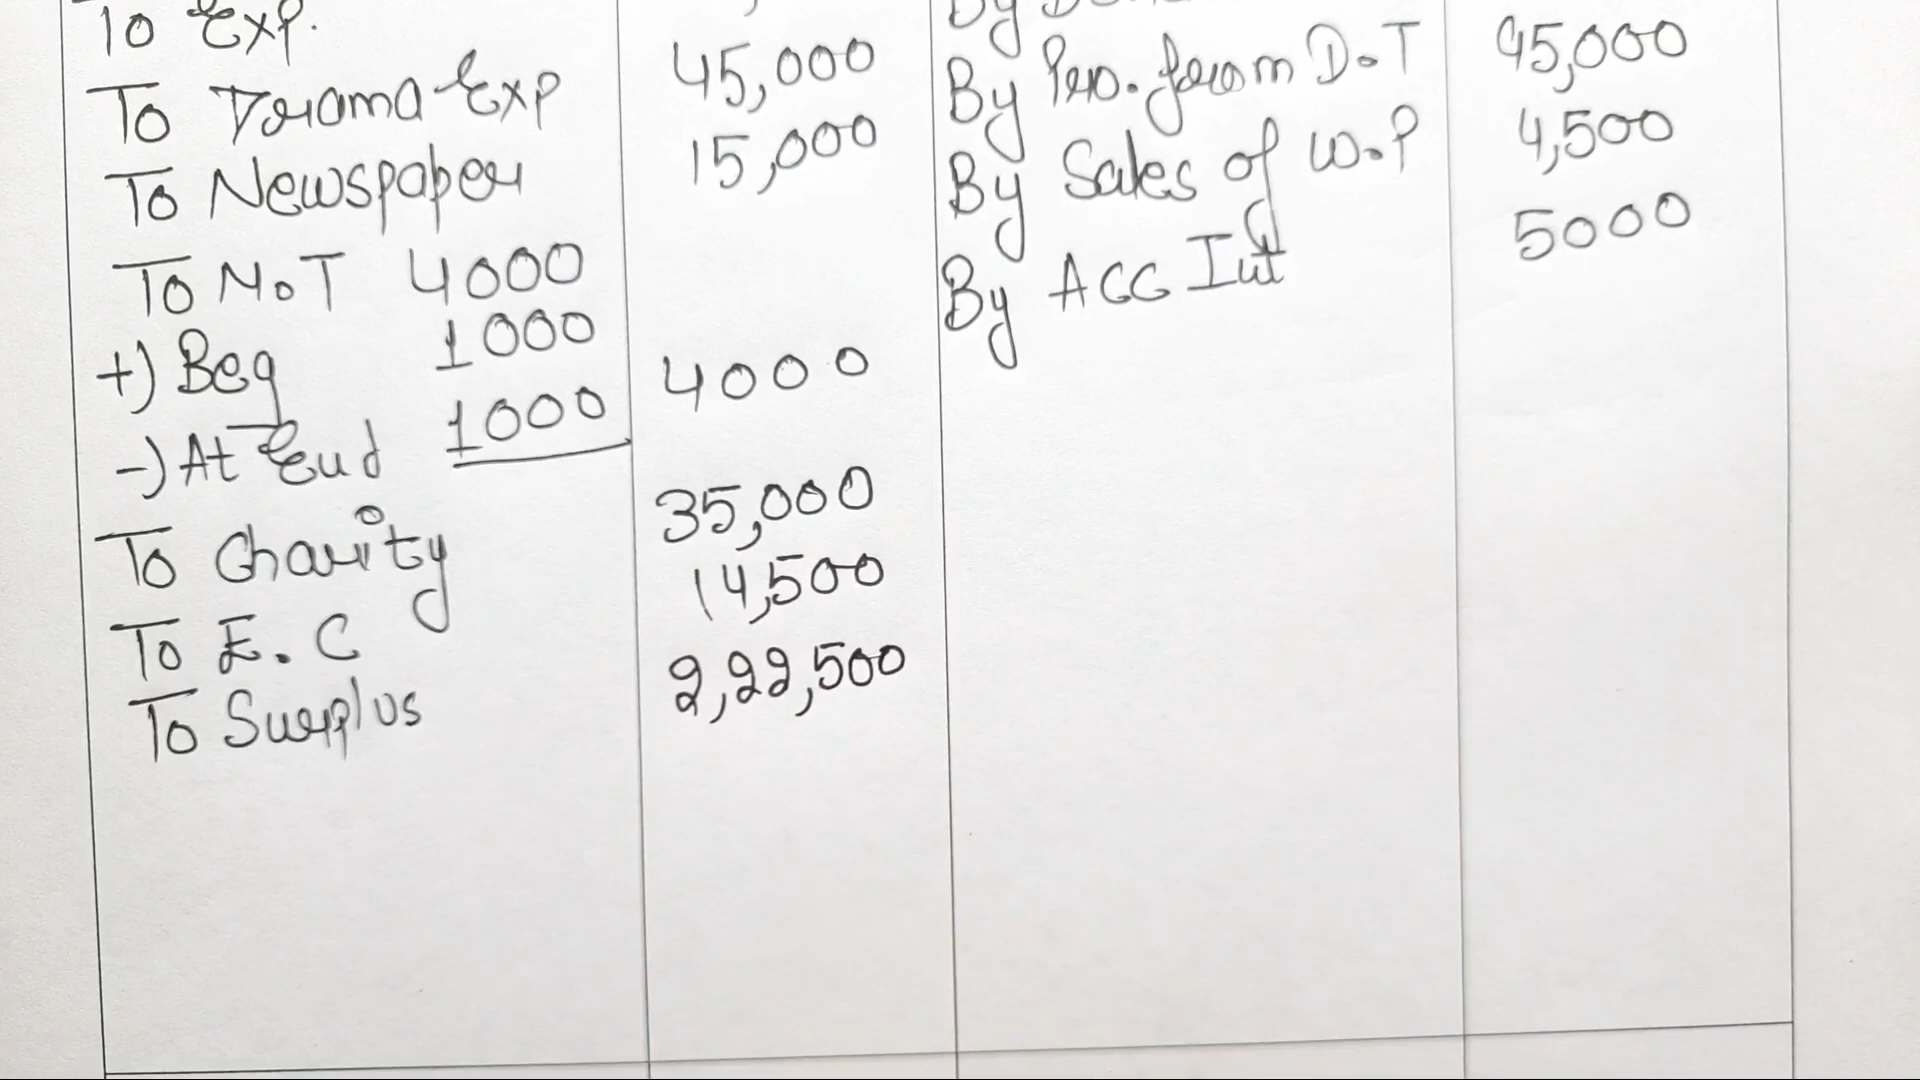 To Exp.
To Drama Exp 45,000
To Newspaper 15,000
To M.T 4000
+) Beg 1000
-) At End 1000 4000
To Charity 35,000
To E.C 14,500
To Surplus 2,22,500
By
By Pro. from D.T 95,000
By Sales of W.P 4,500
By ACC Int 5000